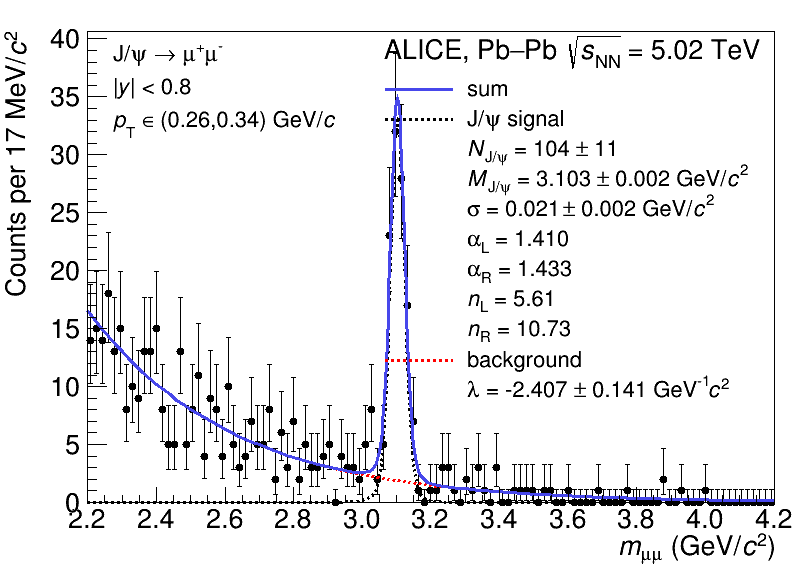 ALICE, Pb–Pb √s_NN = 5.02 TeV
J/ψ → μ⁺μ⁻
|y| < 0.8
p_T ∈ (0.26,0.34) GeV/c
sum
J/ψ signal
N_J/ψ = 104 ± 11
M_J/ψ = 3.103 ± 0.002 GeV/c²
σ = 0.021 ± 0.002 GeV/c²
α_L = 1.410
α_R = 1.433
n_L = 5.61
n_R = 10.73
background
λ = -2.407 ± 0.141 GeV⁻¹c²
Counts per 17 MeV/c²
40
35
30
25
20
15
10
5
0
2.2 2.4 2.6 2.8 3.0 3.2 3.4 3.6 3.8 4.0 4.2
m_μμ (GeV/c²)